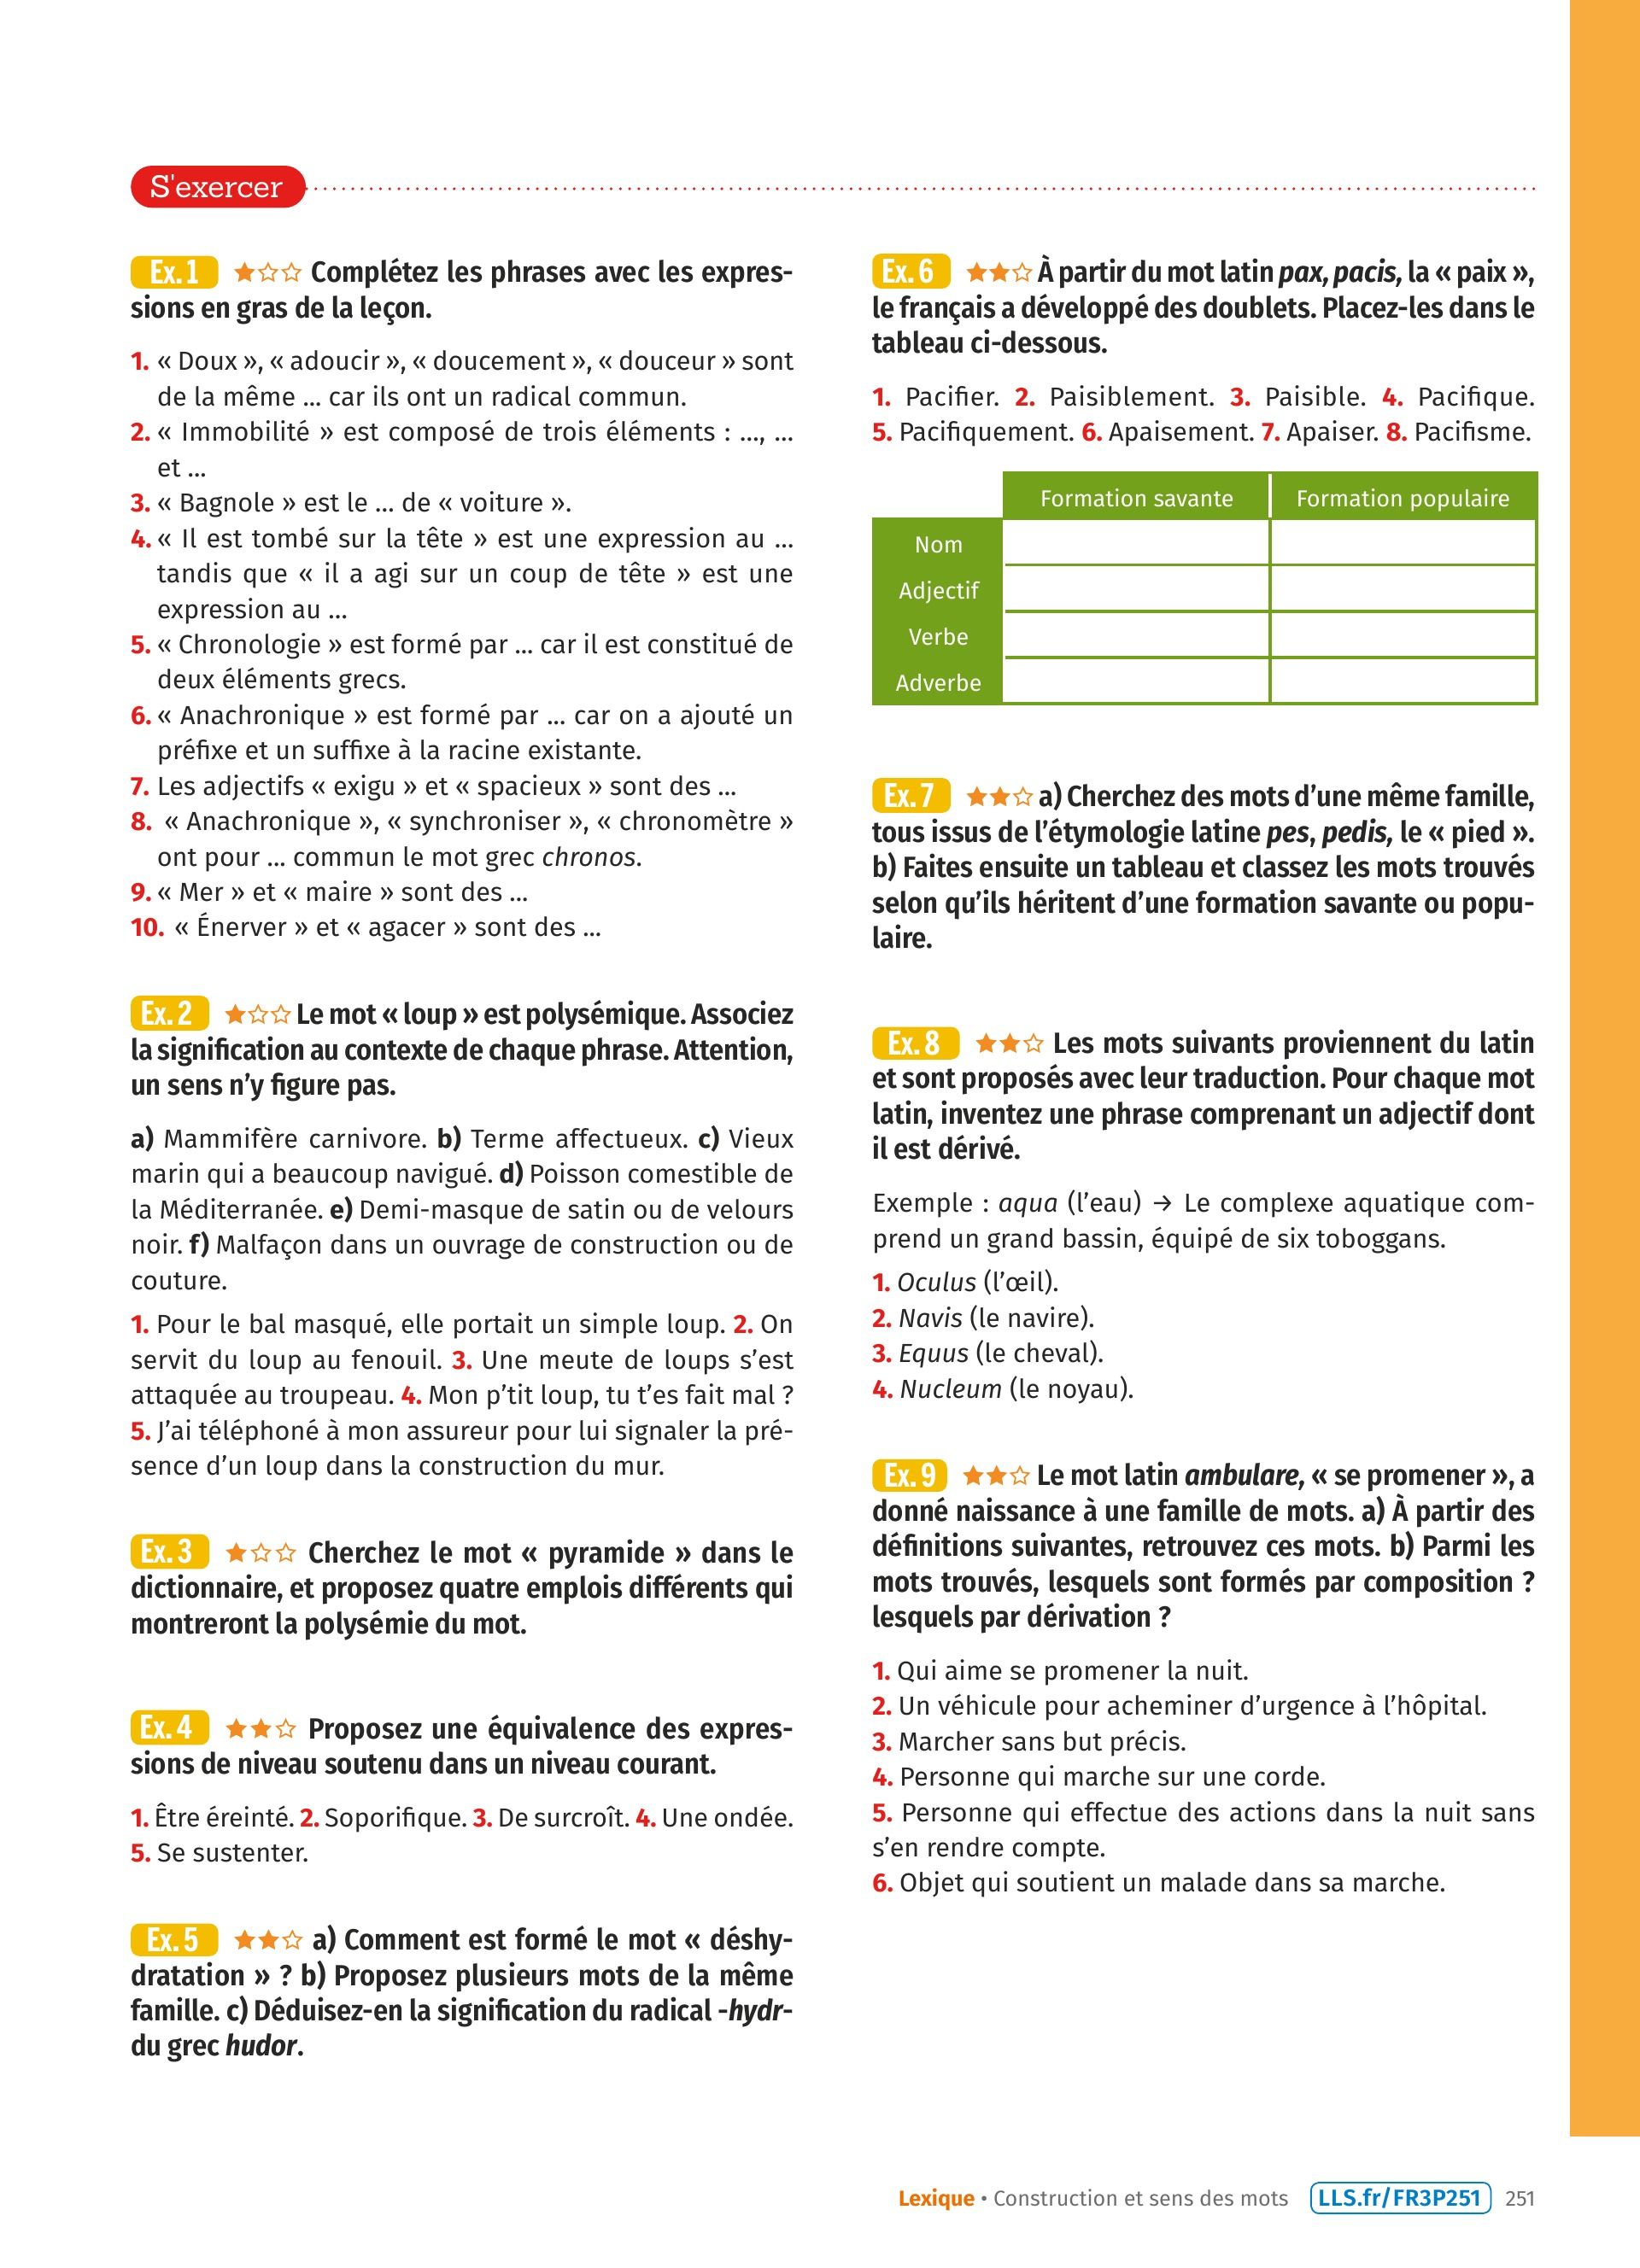 S'exercer
Ex. 1 ★☆☆ Complétez les phrases avec les expres-
sions en gras de la leçon.
1. « Doux », « adoucir », « doucement », « douceur » sont
de la même ... car ils ont un radical commun.
2. « Immobilité » est composé de trois éléments : ..., ...
et ...
3. « Bagnole » est le ... de « voiture ».
4. « Il est tombé sur la tête » est une expression au ...
tandis que « il a agi sur un coup de tête » est une
expression au ...
5. « Chronologie » est formé par ... car il est constitué de
deux éléments grecs.
6. « Anachronique » est formé par ... car on a ajouté un
préfixe et un suffixe à la racine existante.
7. Les adjectifs « exigu » et « spacieux » sont des ...
8. « Anachronique », « synchroniser », « chronomètre »
ont pour ... commun le mot grec chronos.
9. « Mer » et « maire » sont des ...
10. « Énerver » et « agacer » sont des ...
Ex. 2 ★☆☆ Le mot « loup » est polysémique. Associez
la signification au contexte de chaque phrase. Attention,
un sens n’y figure pas.
a) Mammifère carnivore. b) Terme affectueux. c) Vieux
marin qui a beaucoup navigué. d) Poisson comestible de
la Méditerranée. e) Demi-masque de satin ou de velours
noir. f) Malfaçon dans un ouvrage de construction ou de
couture.
1. Pour le bal masqué, elle portait un simple loup. 2. On
servit du loup au fenouil. 3. Une meute de loups s’est
attaquée au troupeau. 4. Mon p’tit loup, tu t’es fait mal ?
5. J’ai téléphoné à mon assureur pour lui signaler la pré-
sence d’un loup dans la construction du mur.
Ex. 3 ★☆☆ Cherchez le mot « pyramide » dans le
dictionnaire, et proposez quatre emplois différents qui
montreront la polysémie du mot.
Ex. 4 ★★☆ Proposez une équivalence des expres-
sions de niveau soutenu dans un niveau courant.
1. Être éreinté. 2. Soporifique. 3. De surcroît. 4. Une ondée.
5. Se sustenter.
Ex. 5 ★★☆ a) Comment est formé le mot « déshy-
dratation » ? b) Proposez plusieurs mots de la même
famille. c) Déduisez-en la signification du radical -hydr-
du grec hudor.
Ex. 6 ★★☆ À partir du mot latin pax, pacis, la « paix »,
le français a développé des doublets. Placez-les dans le
tableau ci-dessous.
1. Pacifier. 2. Paisiblement. 3. Paisible. 4. Pacifique.
5. Pacifiquement. 6. Apaisement. 7. Apaiser. 8. Pacifisme.
Formation savante Formation populaire
Nom
Adjectif
Verbe
Adverbe
Ex. 7 ★★☆ a) Cherchez des mots d’une même famille,
tous issus de l’étymologie latine pes, pedis, le « pied ».
b) Faites ensuite un tableau et classez les mots trouvés
selon qu’ils héritent d’une formation savante ou popu-
laire.
Ex. 8 ★★☆ Les mots suivants proviennent du latin
et sont proposés avec leur traduction. Pour chaque mot
latin, inventez une phrase comprenant un adjectif dont
il est dérivé.
Exemple : aqua (l’eau) → Le complexe aquatique com-
prend un grand bassin, équipé de six toboggans.
1. Oculus (l’œil).
2. Navis (le navire).
3. Equus (le cheval).
4. Nucleum (le noyau).
Ex. 9 ★★☆ Le mot latin ambulare, « se promener », a
donné naissance à une famille de mots. a) À partir des
définitions suivantes, retrouvez ces mots. b) Parmi les
mots trouvés, lesquels sont formés par composition ?
lesquels par dérivation ?
1. Qui aime se promener la nuit.
2. Un véhicule pour acheminer d’urgence à l’hôpital.
3. Marcher sans but précis.
4. Personne qui marche sur une corde.
5. Personne qui effectue des actions dans la nuit sans
s’en rendre compte.
6. Objet qui soutient un malade dans sa marche.
Lexique • Construction et sens des mots LLS.fr/FR3P251 251